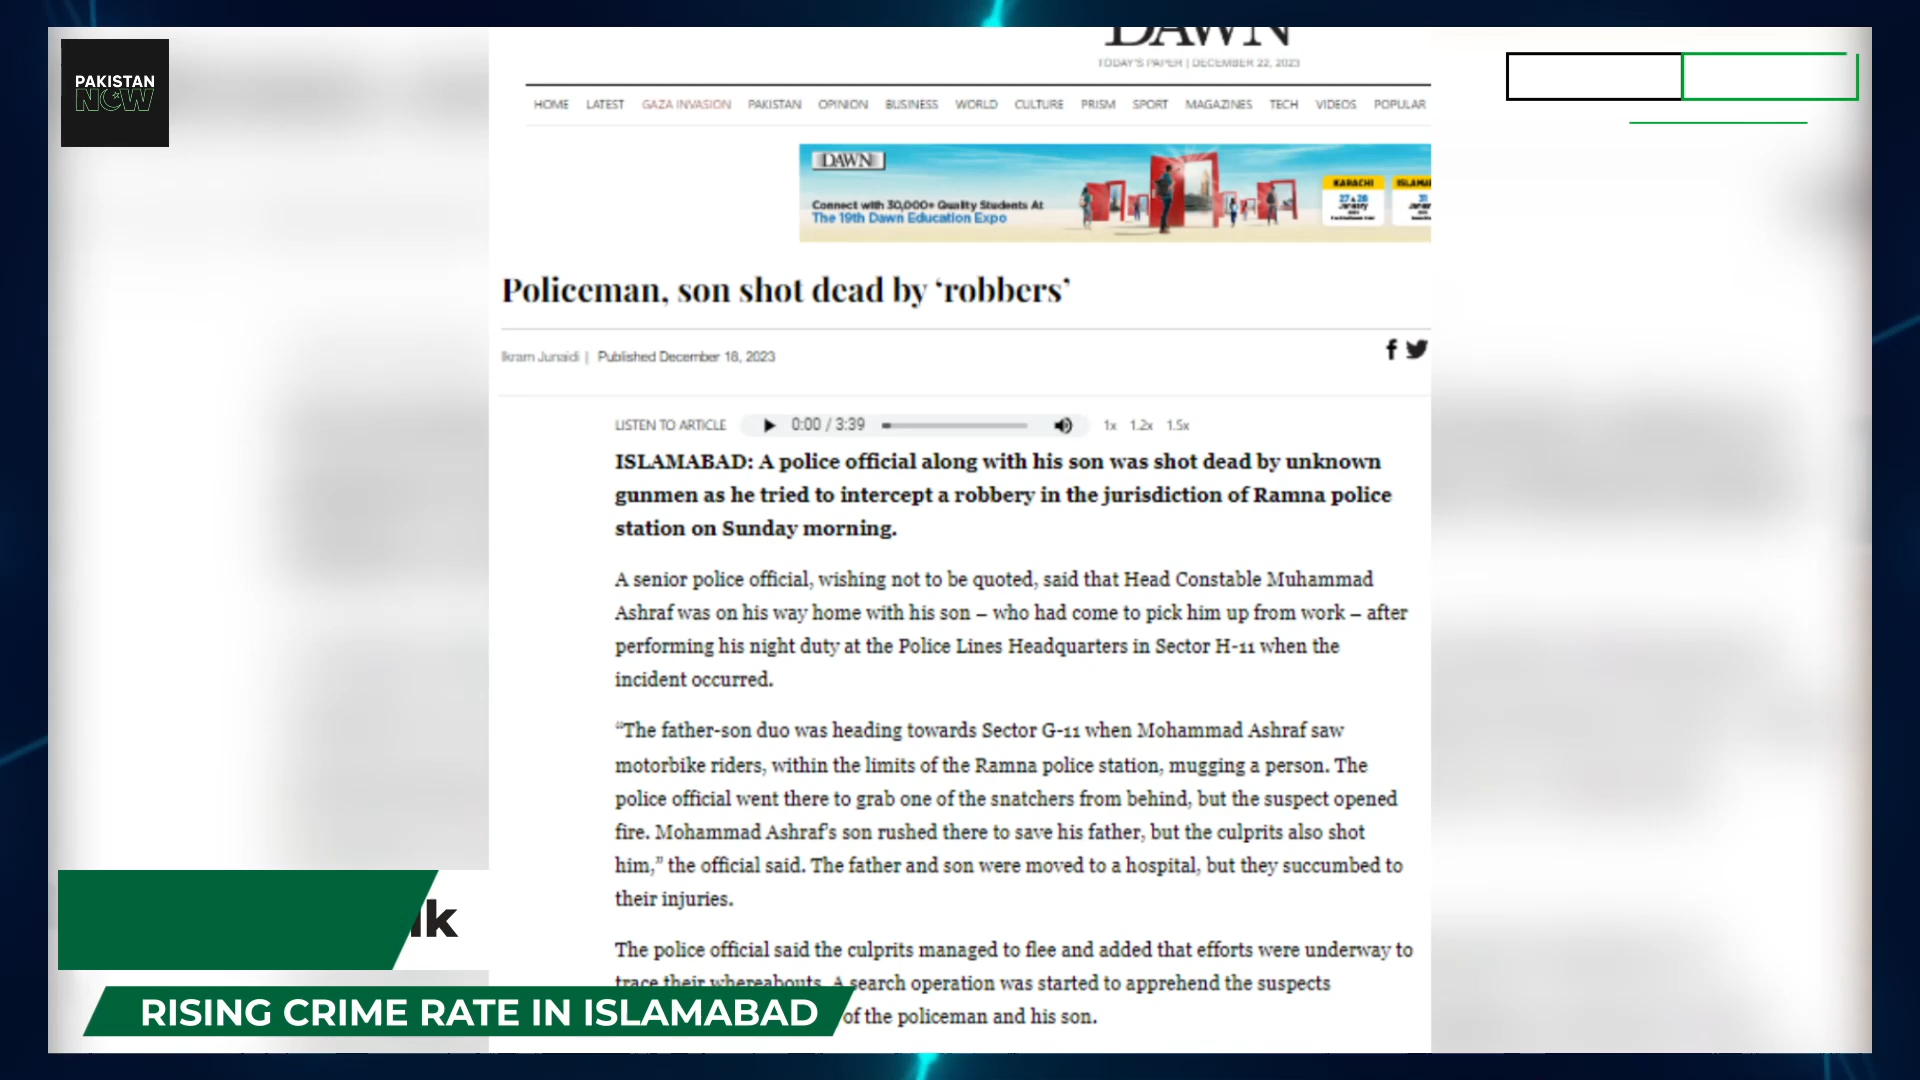 PAKISTAN
NOW
DAWN
TODAY'S PAPER | DECEMBER 22, 2023
HOME LATEST GAZA INVASION PAKISTAN OPINION BUSINESS WORLD CULTURE PRISM SPORT MAGAZINES TECH VIDEOS POPULAR
DAWN
Connect with 30,000+ Quality Students At
The 19th Dawn Education Expo
KARACHI
27 & 28
January
31
Policeman, son shot dead by ‘robbers’
Ikram Junaidi | Published December 18, 2023
LISTEN TO ARTICLE 0:00 / 3:39 1x 1.2x 1.5x
ISLAMABAD: A police official along with his son was shot dead by unknown
gunmen as he tried to intercept a robbery in the jurisdiction of Ramna police
station on Sunday morning.
A senior police official, wishing not to be quoted, said that Head Constable Muhammad
Ashraf was on his way home with his son – who had come to pick him up from work – after
performing his night duty at the Police Lines Headquarters in Sector H-11 when the
incident occurred.
“The father-son duo was heading towards Sector G-11 when Mohammad Ashraf saw
motorbike riders, within the limits of the Ramna police station, mugging a person. The
police official went there to grab one of the snatchers from behind, but the suspect opened
fire. Mohammad Ashraf’s son rushed there to save his father, but the culprits also shot
him,” the official said. The father and son were moved to a hospital, but they succumbed to
their injuries.
The police official said the culprits managed to flee and added that efforts were underway to
trace their whereabouts. A search operation was started to apprehend the suspects
of the policeman and his son.
lk
RISING CRIME RATE IN ISLAMABAD